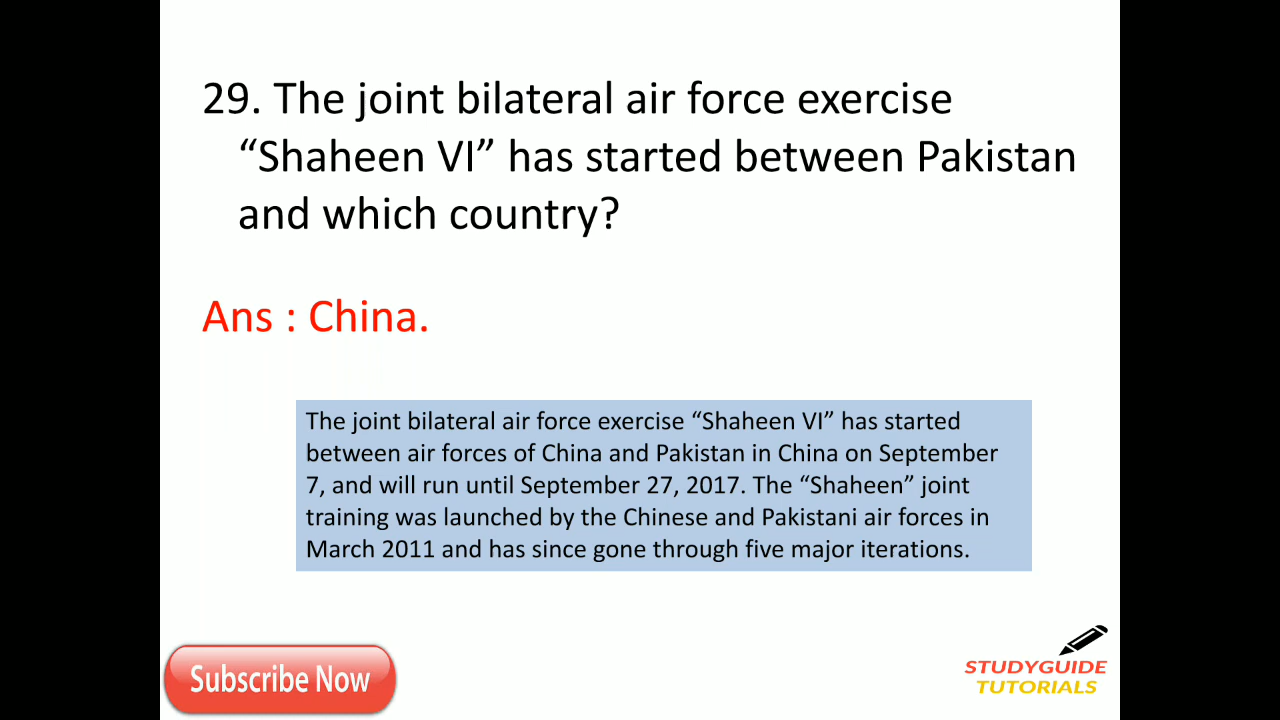 29. The joint bilateral air force exercise
“Shaheen VI” has started between Pakistan
and which country?
Ans : China.
The joint bilateral air force exercise “Shaheen VI” has started
between air forces of China and Pakistan in China on September
7, and will run until September 27, 2017. The “Shaheen” joint
training was launched by the Chinese and Pakistani air forces in
March 2011 and has since gone through five major iterations.
Subscribe Now
STUDYGUIDE
TUTORIALS